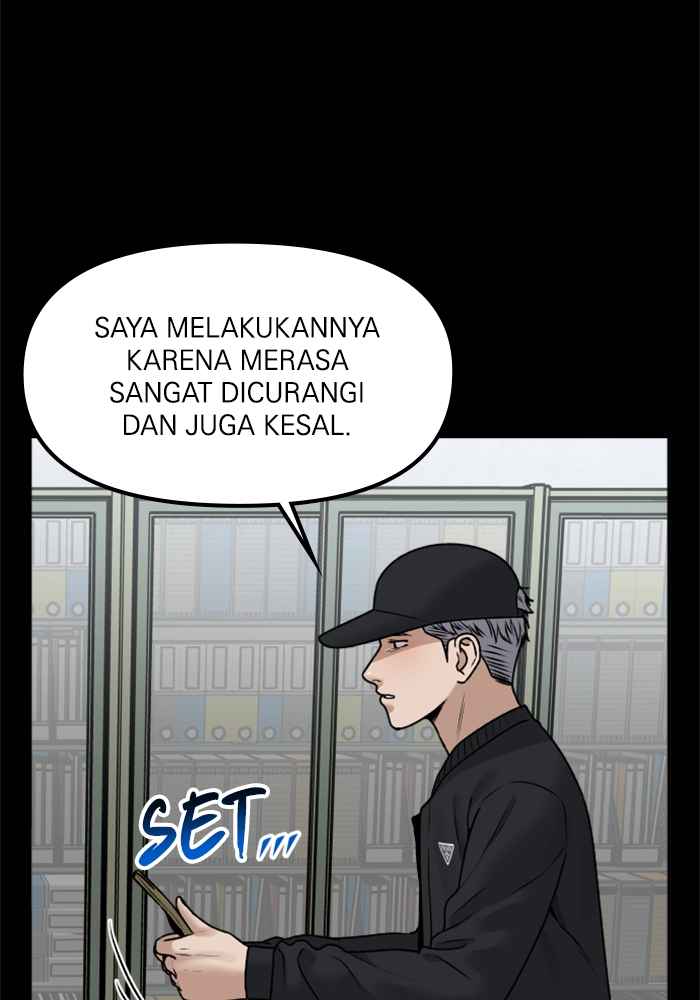 SAYA MELAKUKANNYA
KARENA MERASA
SANGAT DICURANGI
DAN JUGA KESAL.
SET...